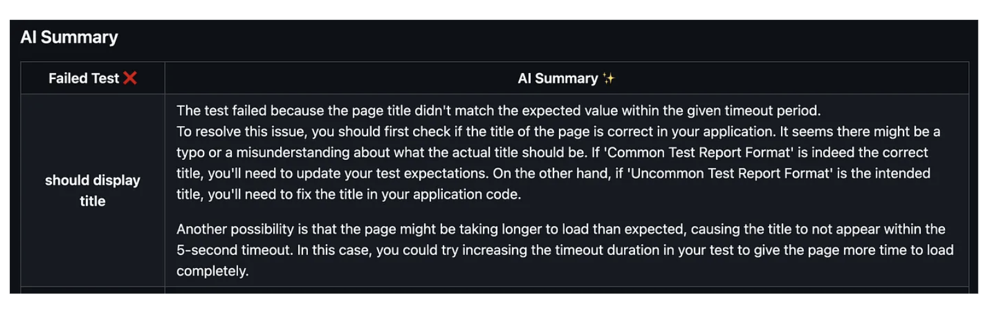 AI Summary
Failed Test ❌
AI Summary ✨
should display
title
The test failed because the page title didn't match the expected value within the given timeout period.
To resolve this issue, you should first check if the title of the page is correct in your application. It seems there might be a
typo or a misunderstanding about what the actual title should be. If 'Common Test Report Format' is indeed the correct
title, you'll need to update your test expectations. On the other hand, if 'Uncommon Test Report Format' is the intended
title, you'll need to fix the title in your application code.
Another possibility is that the page might be taking longer to load than expected, causing the title to not appear within the
5-second timeout. In this case, you could try increasing the timeout duration in your test to give the page more time to load
completely.